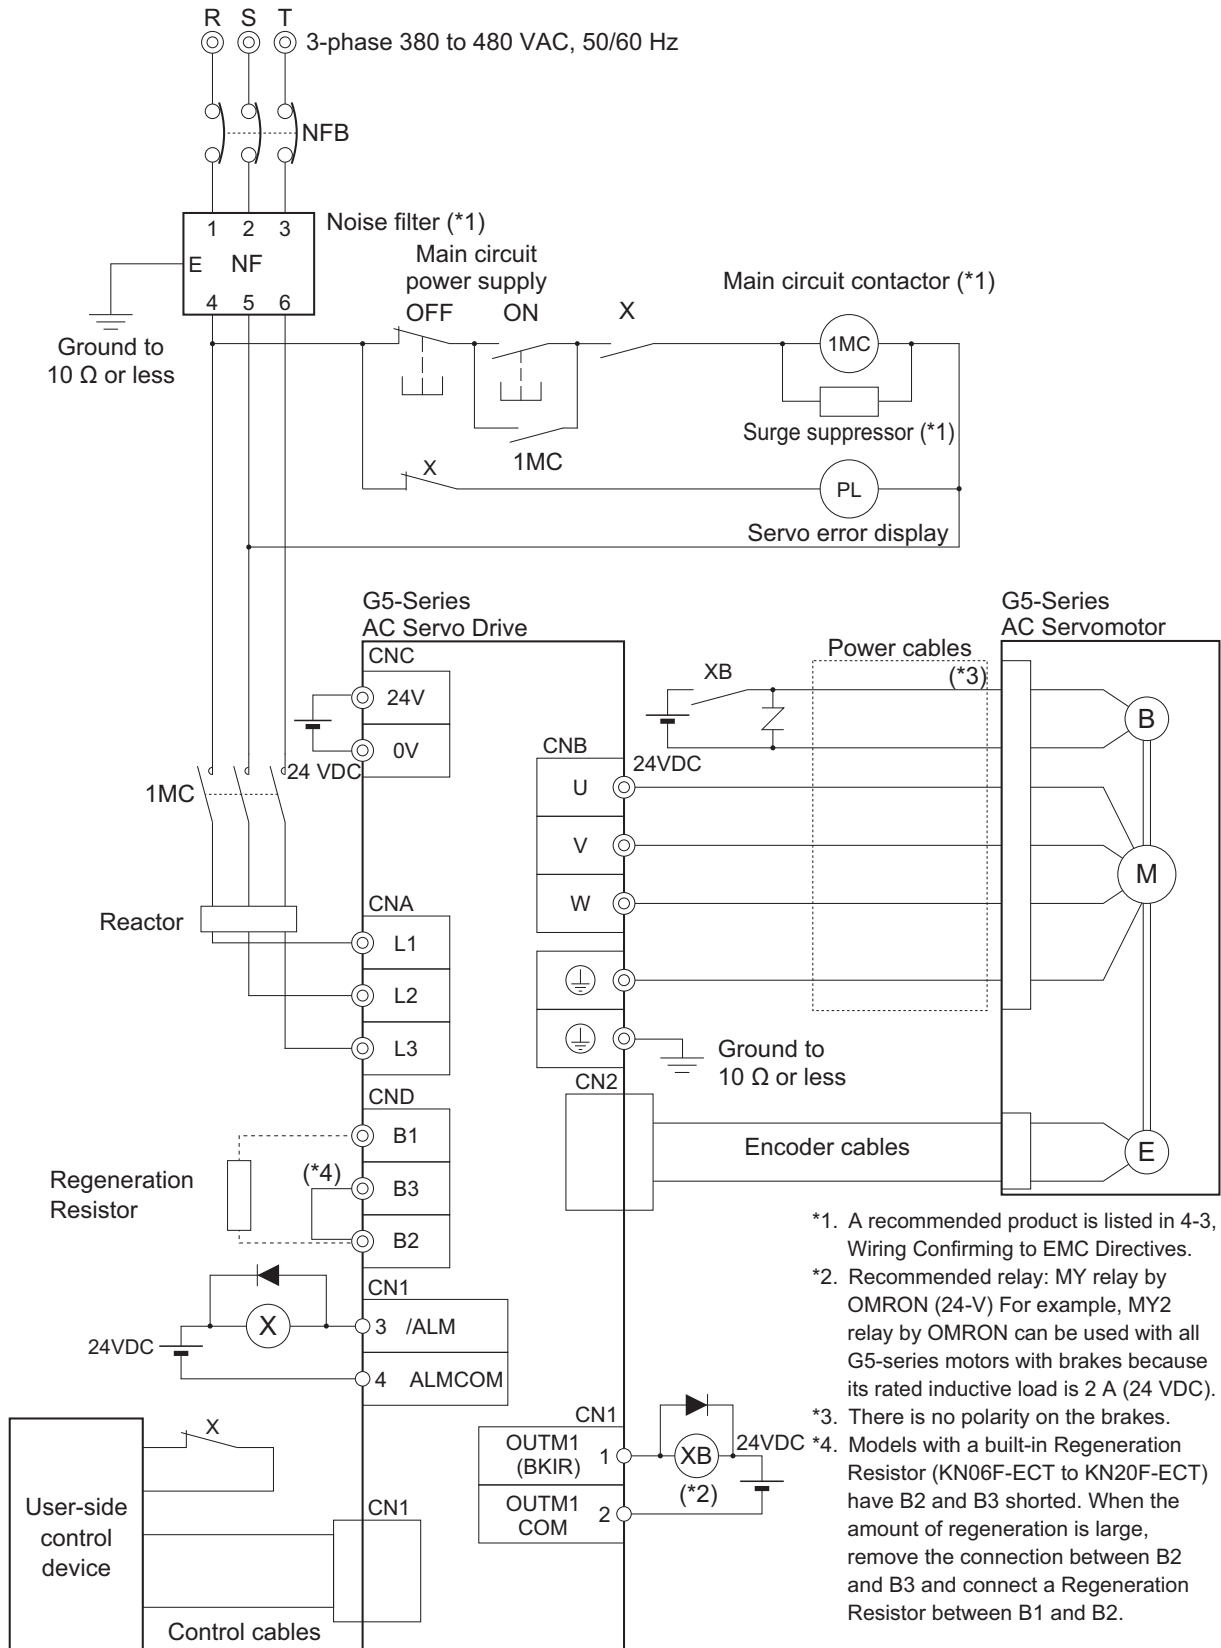 R S T
3-phase 380 to 480 VAC, 50/60 Hz
NFB
1 2 3
Noise filter (*1)
E NF
4 5 6
Ground to
10 Ω or less
Main circuit
power supply
OFF ON X
Main circuit contactor (*1)
1MC
Surge suppressor (*1)
1MC
X
PL
Servo error display
G5-Series
AC Servo Drive
G5-Series
AC Servomotor
CNC
24V
0V
24 VDC
1MC
Reactor
CNA
L1
L2
L3
CND
B1
B3
B2
(*4)
Regeneration
Resistor
CN1
3 /ALM
4 ALMCOM
X
24VDC
X
User-side
control
device
CN1
Control cables
XB
24VDC
Power cables
(*3)
B
CNB
U
V
W
M
Ground to
10 Ω or less
CN2
Encoder cables
E
CN1
OUTM1
(BKIR)
1
OUTM1
COM
2
XB
(*2)
24VDC
*1. A recommended product is listed in 4-3,
Wiring Confirming to EMC Directives.
*2. Recommended relay: MY relay by
OMRON (24-V) For example, MY2
relay by OMRON can be used with all
G5-series motors with brakes because
its rated inductive load is 2 A (24 VDC).
*3. There is no polarity on the brakes.
*4. Models with a built-in Regeneration
Resistor (KN06F-ECT to KN20F-ECT)
have B2 and B3 shorted. When the
amount of regeneration is large,
remove the connection between B2
and B3 and connect a Regeneration
Resistor between B1 and B2.